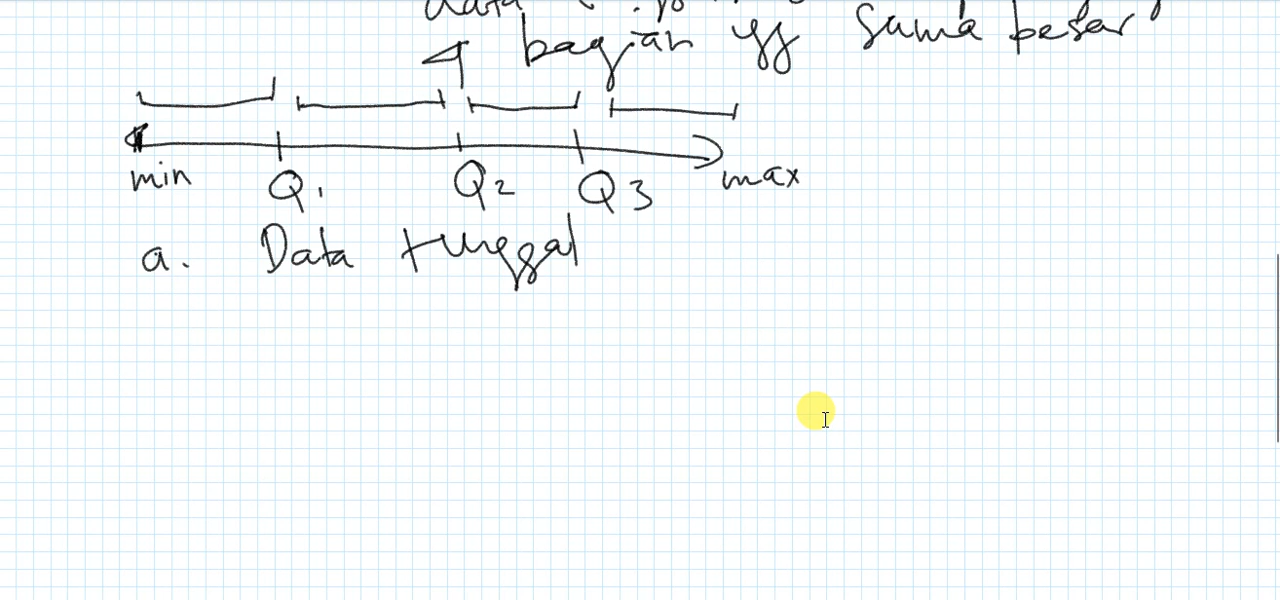 4 bagian yg sama besar
min Q1 Q2 Q3 max
a. Data tunggal